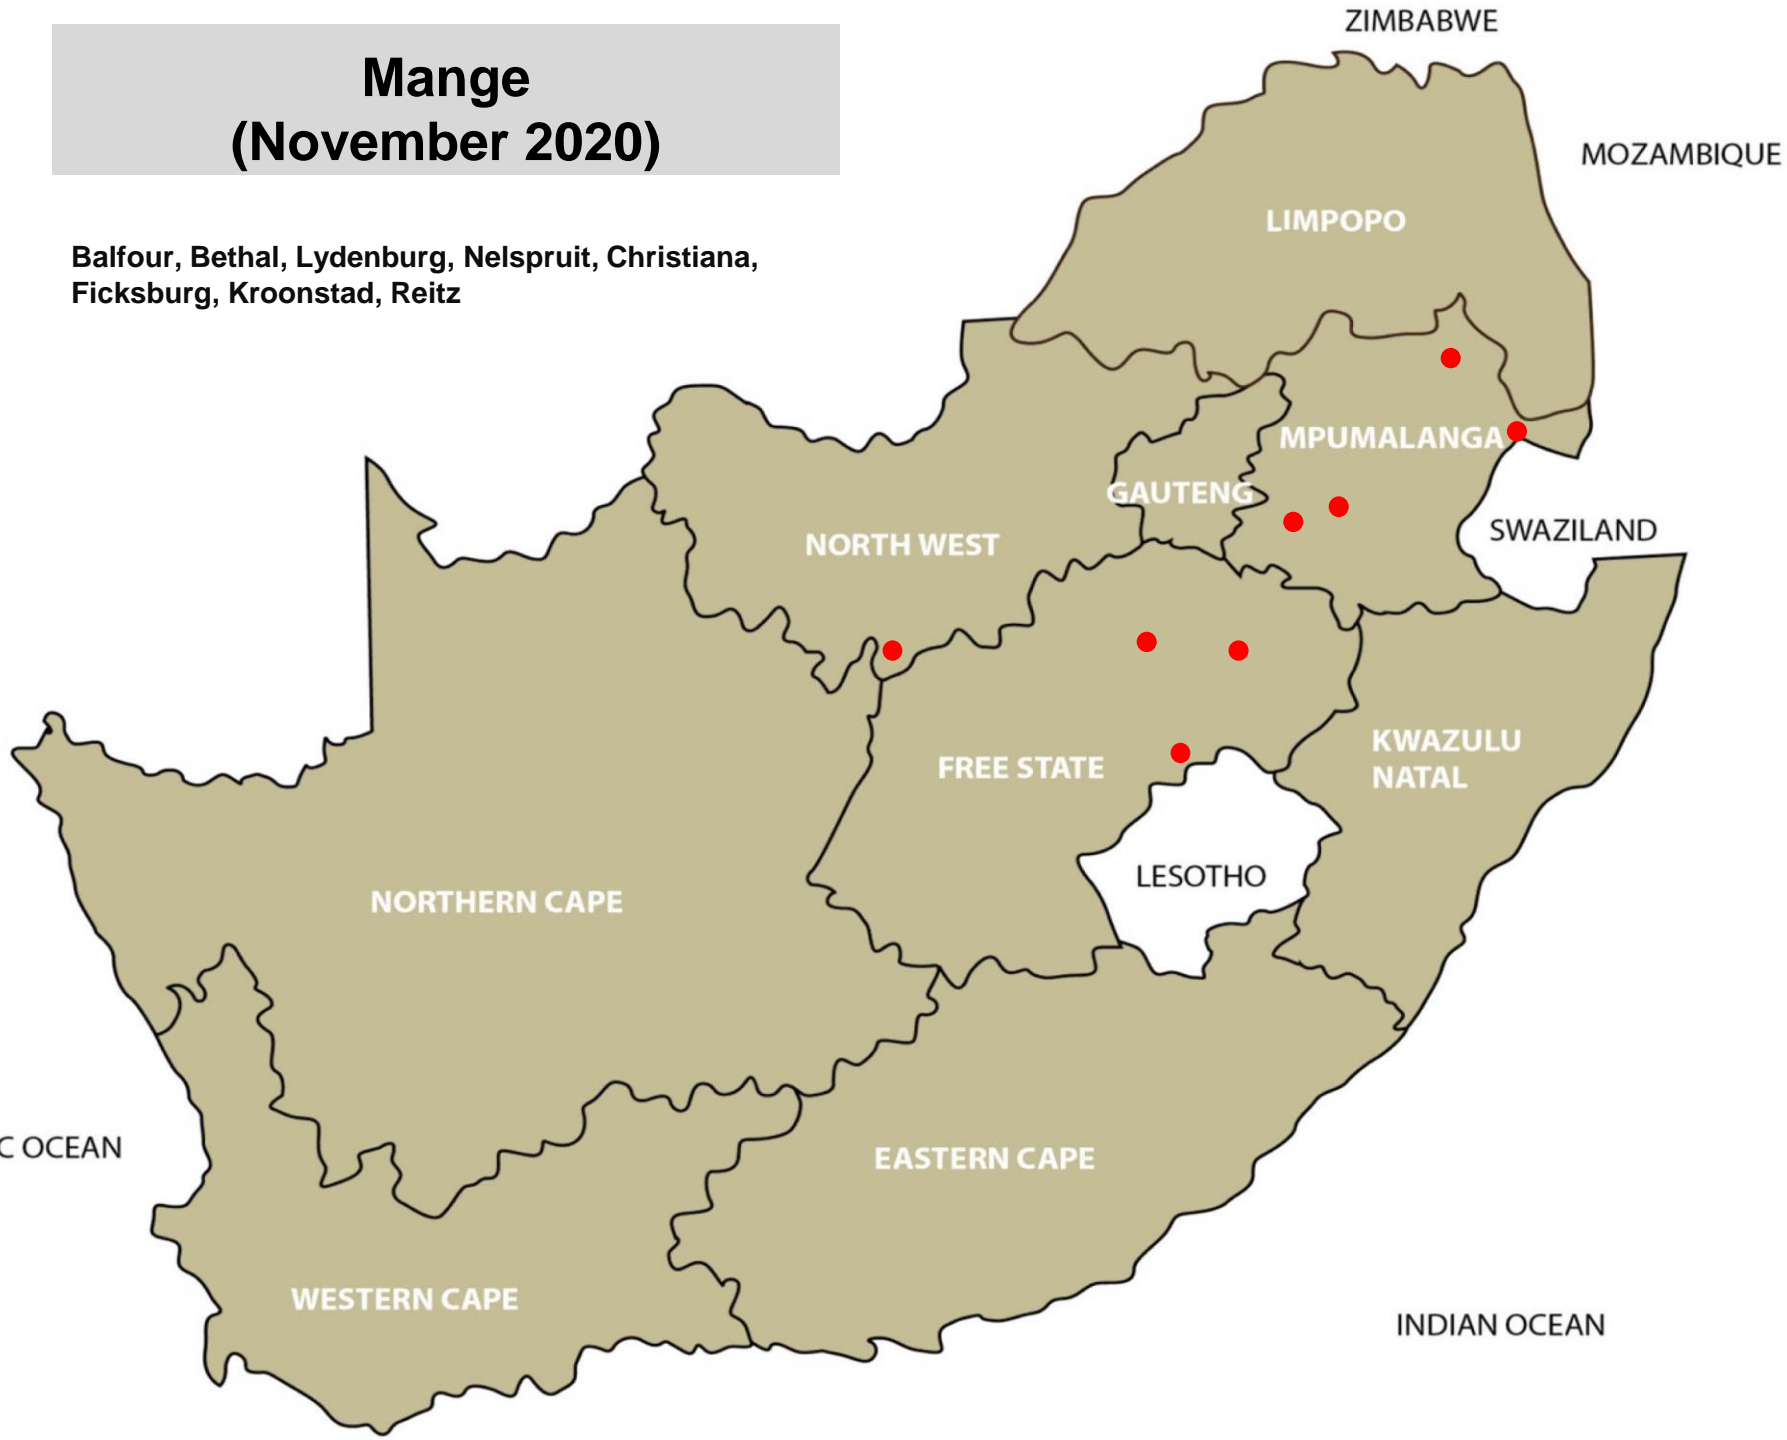 Mange
(November 2020)
Balfour, Bethal, Lydenburg, Nelspruit, Christiana,
Ficksburg, Kroonstad, Reitz
ZIMBABWE
MOZAMBIQUE
LIMPOPO
MPUMALANGA
GAUTENG
NORTH WEST
SWAZILAND
KWAZULU
NATAL
FREE STATE
LESOTHO
NORTHERN CAPE
C OCEAN
EASTERN CAPE
WESTERN CAPE
INDIAN OCEAN